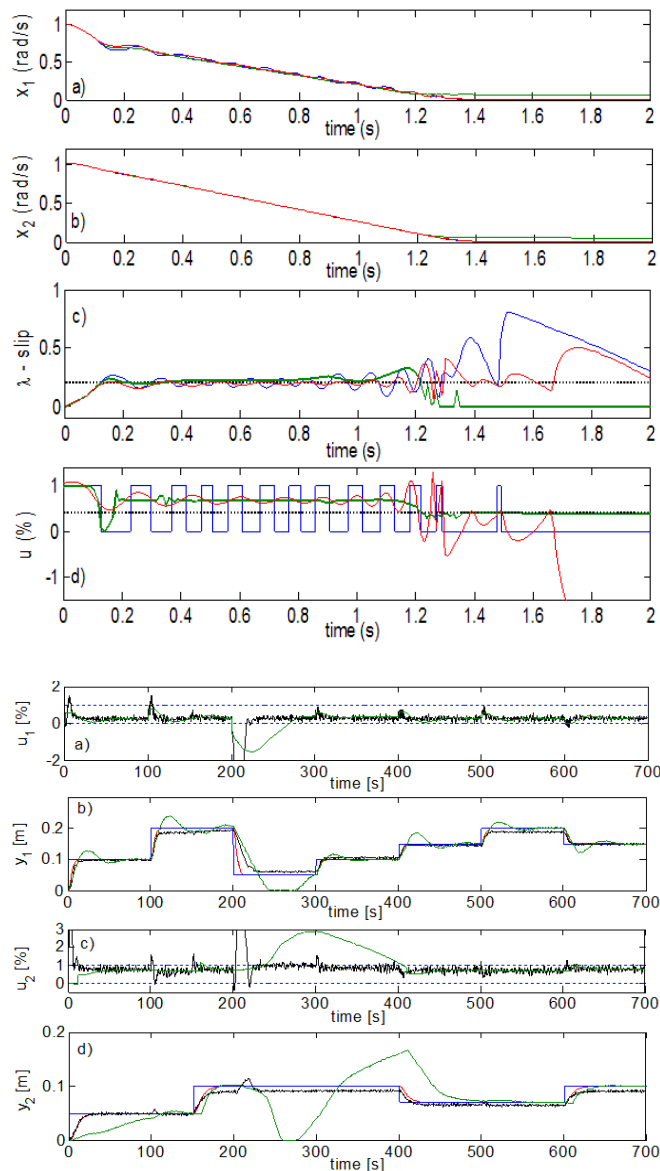 1
0.5
0
x1 (rad/s)
a)
0 0.2 0.4 0.6 0.8 1 1.2 1.4 1.6 1.8 2
time (s)
1
0.5
0
x2 (rad/s)
b)
0 0.2 0.4 0.6 0.8 1 1.2 1.4 1.6 1.8 2
time (s)
1
0.5
0
λ - slip
c)
0 0.2 0.4 0.6 0.8 1 1.2 1.4 1.6 1.8 2
time (s)
1
0
-1
u (%)
d)
0 0.2 0.4 0.6 0.8 1 1.2 1.4 1.6 1.8 2
time (s)
2
0
-2
u1 [%]
a)
0 100 200 300 400 500 600 700
time [s]
b)
0.2
0.1
0
y1 [m]
0 100 200 300 400 500 600 700
time [s]
3
2
1
0
u2 [%]
c)
0 100 200 300 400 500 600 700
time [s]
0.2
0.1
0
y2 [m]
d)
0 100 200 300 400 500 600 700
time [s]